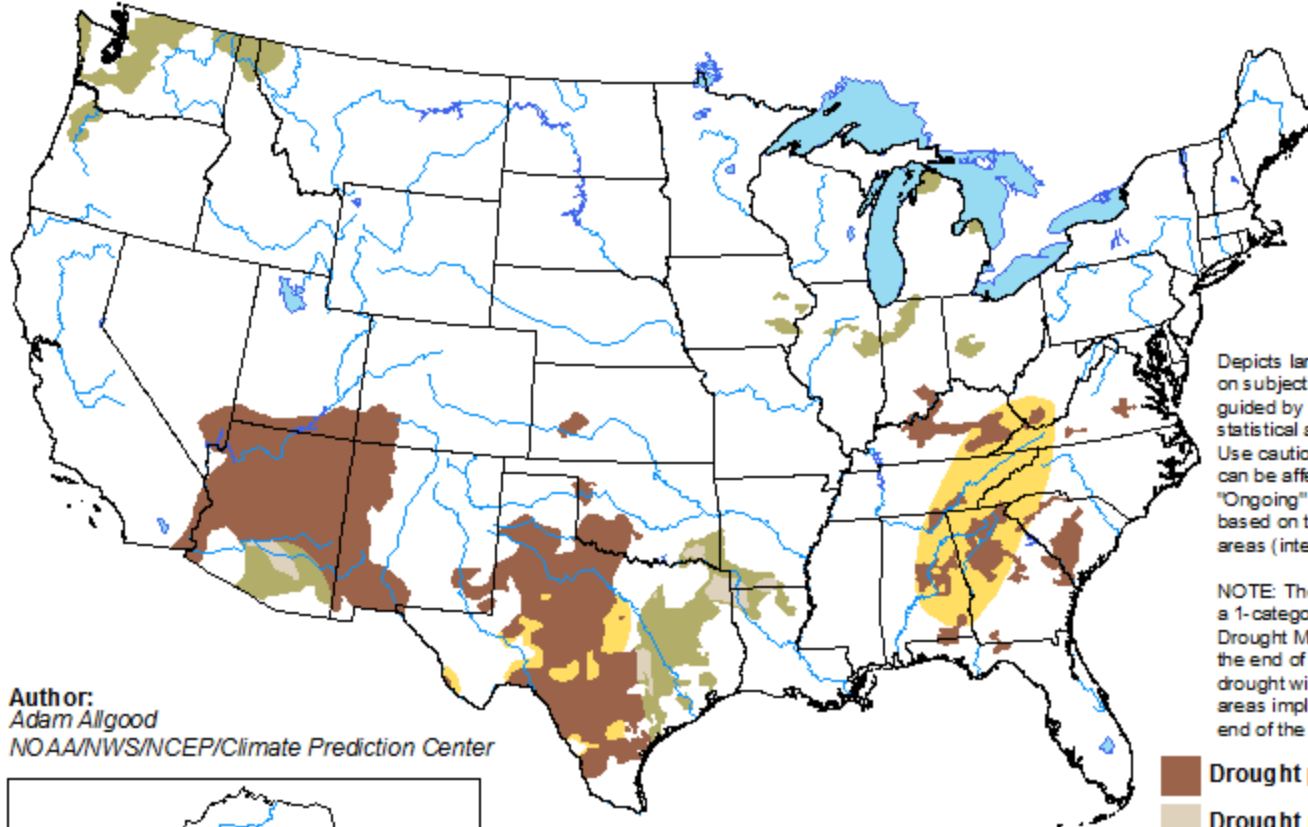 Depicts lar
on subject
guided by
statistical a
Use cautio
can be affe
"Ongoing"
based on t
areas (inte
NOTE: The
a 1-catego
Drought M
the end of
drought wi
areas impl
end of the
Author:
Adam Allgood
NOAA/NWS/NCEP/Climate Prediction Center
Drought p
Drought